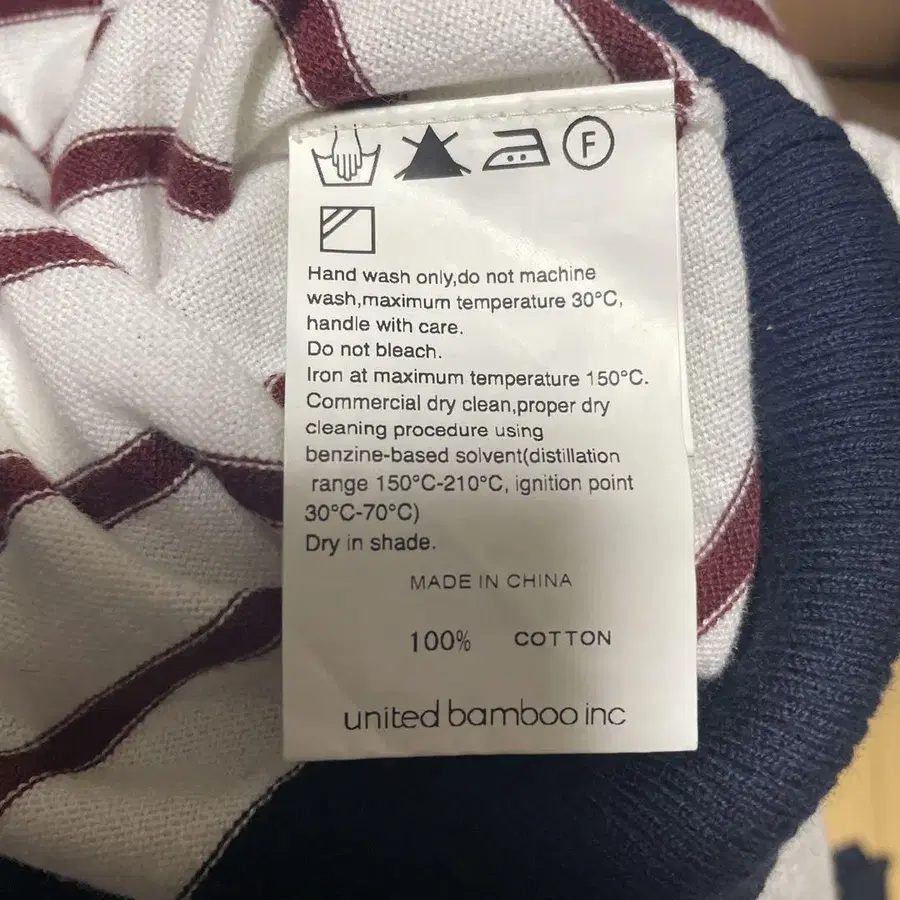 F
Hand wash only,do not machine
wash,maximum temperature 30°C,
handle with care.
Do not bleach.
Iron at maximum temperature 150°C.
Commercial dry clean,proper dry
cleaning procedure using
benzine-based solvent(distillation
range 150°C-210°C, ignition point
30°C-70°C)
Dry in shade.
MADE IN CHINA
100% COTTON
united bamboo inc